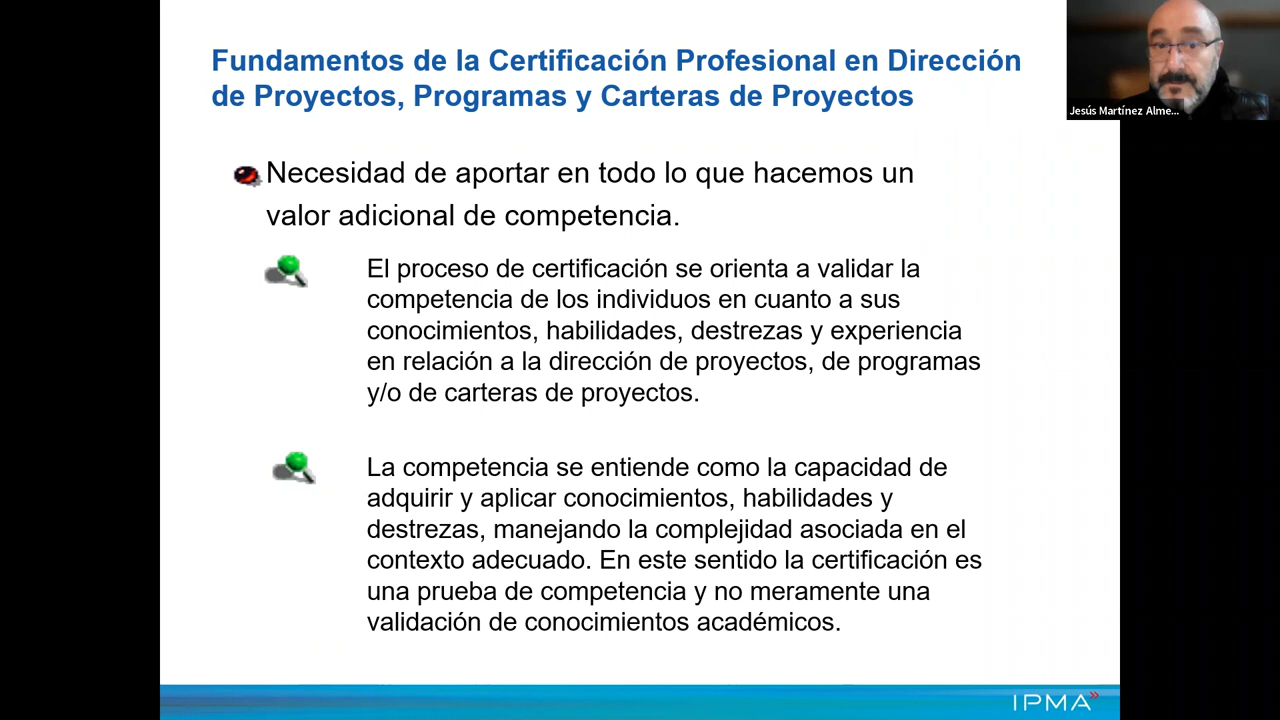 Fundamentos de la Certificación Profesional en Dirección
de Proyectos, Programas y Carteras de Proyectos
Jesús Martínez Alme...
Necesidad de aportar en todo lo que hacemos un
valor adicional de competencia.
El proceso de certificación se orienta a validar la
competencia de los individuos en cuanto a sus
conocimientos, habilidades, destrezas y experiencia
en relación a la dirección de proyectos, de programas
y/o de carteras de proyectos.
La competencia se entiende como la capacidad de
adquirir y aplicar conocimientos, habilidades y
destrezas, manejando la complejidad asociada en el
contexto adecuado. En este sentido la certificación es
una prueba de competencia y no meramente una
validación de conocimientos académicos.
IPMA